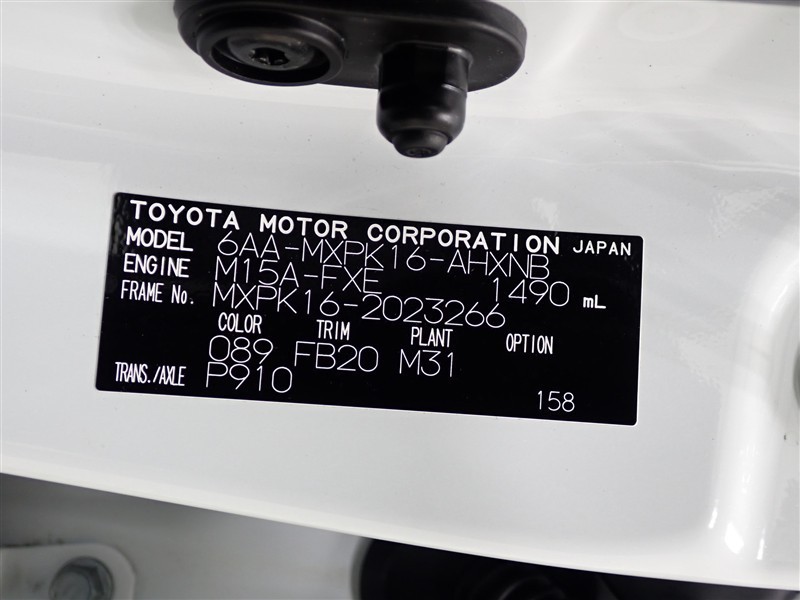 TOYOTA MOTOR CORPORATION JAPAN
MODEL 6AA-MXPK16-AHXNB
ENGINE M15A-FXE 1490 mL
FRAME No. MXPK16-2023266
COLOR TRIM PLANT OPTION
089 FB20 M31
TRANS./AXLE P910
158